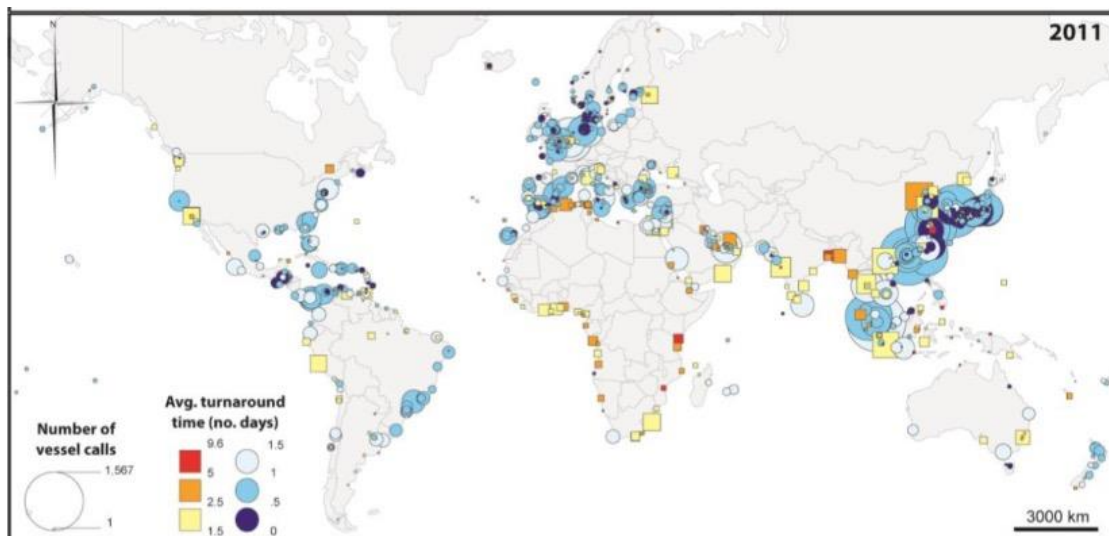 N
2011
Number of
vessel calls
1,567
1
Avg. turnaround
time (no. days)
9.6
5
2.5
1.5
1.5
1
.5
0
3000 km